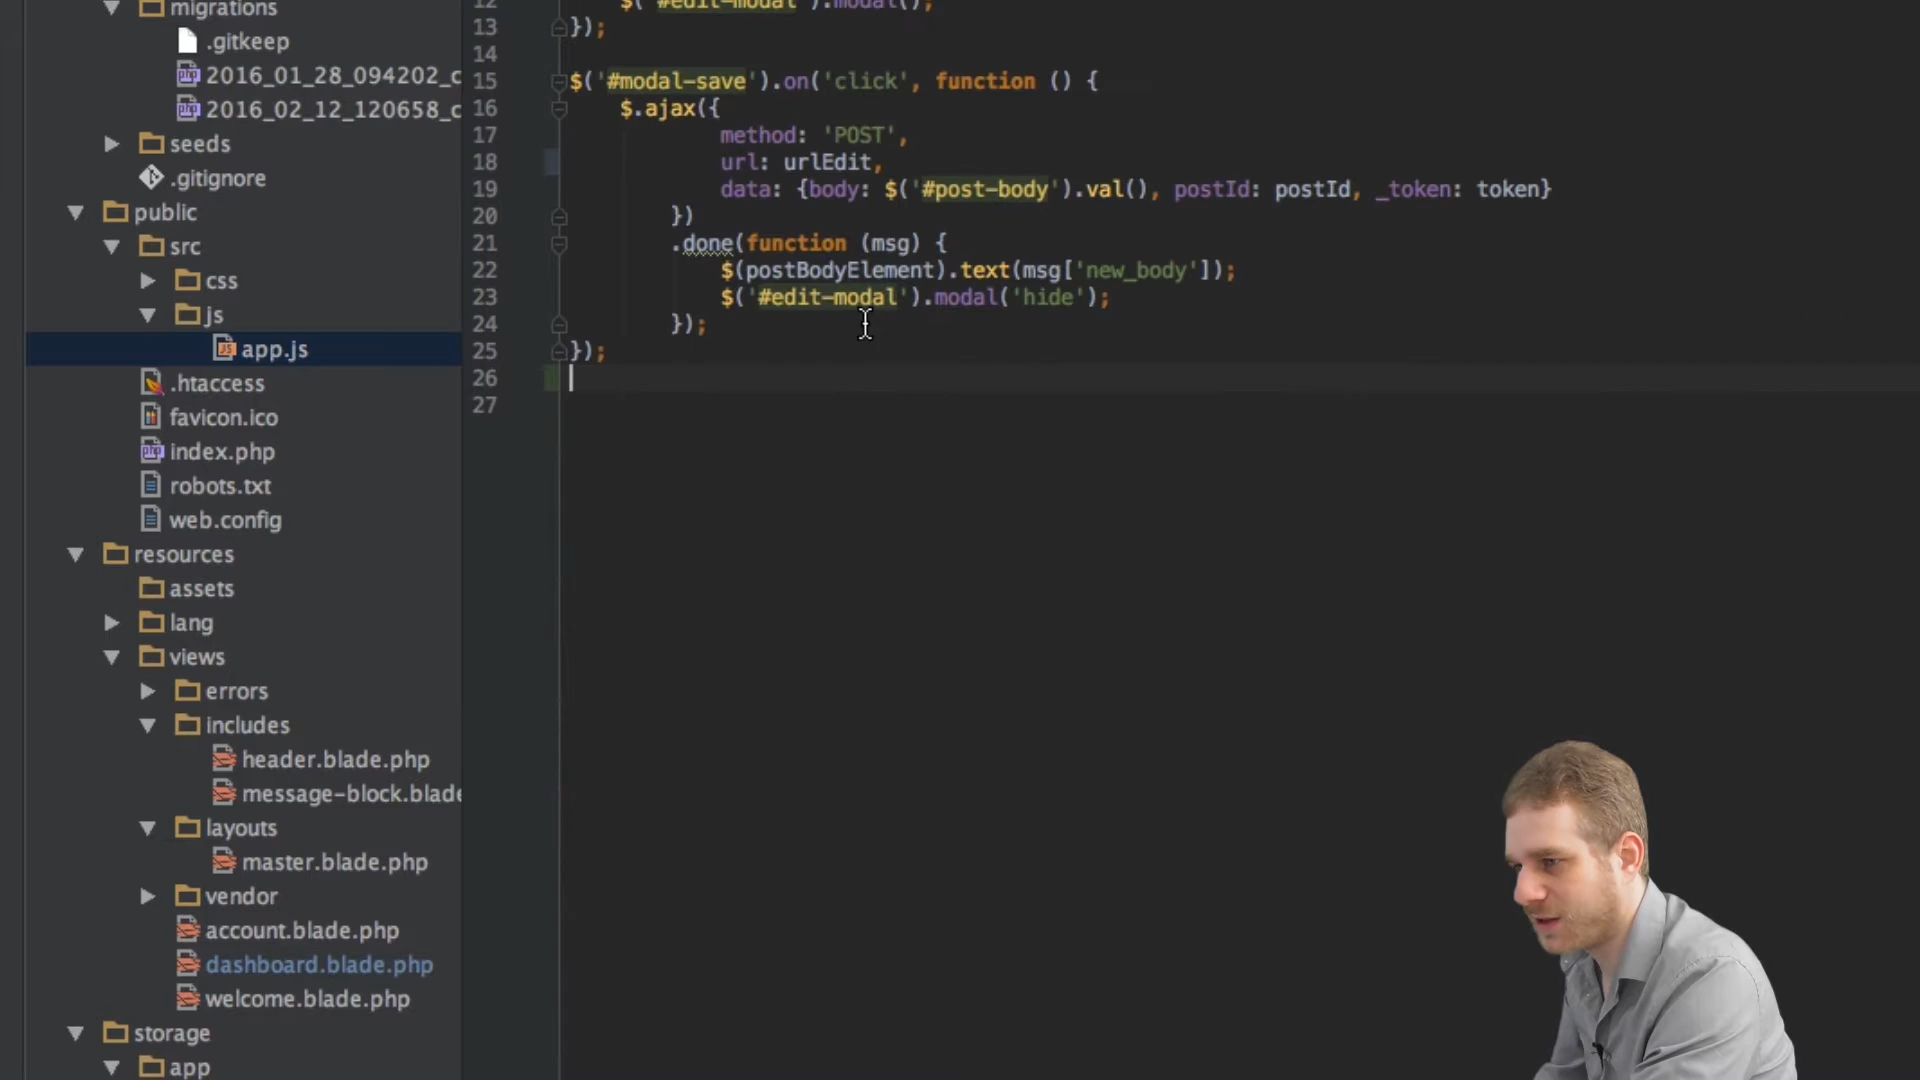 migrations
.gitkeep
2016_01_28_094202_c
2016_02_12_120658_c
seeds
.gitignore
public
src
css
js
app.js
.htaccess
favicon.ico
index.php
robots.txt
web.config
resources
assets
lang
views
errors
includes
header.blade.php
message-block.blade
layouts
master.blade.php
vendor
account.blade.php
dashboard.blade.php
welcome.blade.php
storage
app
12 $('#edit-modal').modal();
13 });
14
15 $('#modal-save').on('click', function () {
16 $.ajax({
17 method: 'POST',
18 url: urlEdit,
19 data: {body: $('#post-body').val(), postId: postId, _token: token}
20 })
21 .done(function (msg) {
22 $(postBodyElement).text(msg['new_body']);
23 $('#edit-modal').modal('hide');
24 });
25 });
26
27